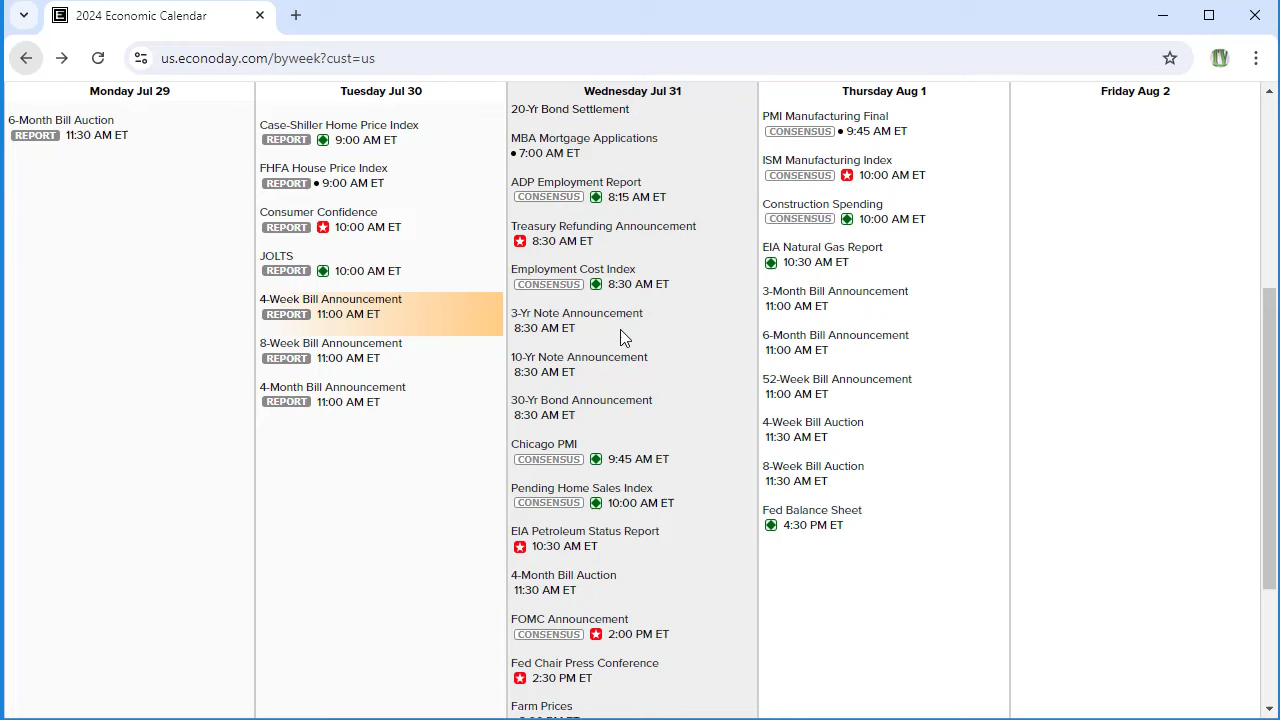 2024 Economic Calendar
us.econoday.com/byweek?cust=us
Monday Jul 29
6-Month Bill Auction
REPORT 11:30 AM ET
Tuesday Jul 30
Case-Shiller Home Price Index
REPORT 9:00 AM ET
FHFA House Price Index
REPORT 9:00 AM ET
Consumer Confidence
REPORT 10:00 AM ET
JOLTS
REPORT 10:00 AM ET
4-Week Bill Announcement
REPORT 11:00 AM ET
8-Week Bill Announcement
REPORT 11:00 AM ET
4-Month Bill Announcement
REPORT 11:00 AM ET
Wednesday Jul 31
20-Yr Bond Settlement
MBA Mortgage Applications
7:00 AM ET
ADP Employment Report
CONSENSUS 8:15 AM ET
Treasury Refunding Announcement
8:30 AM ET
Employment Cost Index
CONSENSUS 8:30 AM ET
3-Yr Note Announcement
8:30 AM ET
10-Yr Note Announcement
8:30 AM ET
30-Yr Bond Announcement
8:30 AM ET
Chicago PMI
CONSENSUS 9:45 AM ET
Pending Home Sales Index
CONSENSUS 10:00 AM ET
EIA Petroleum Status Report
10:30 AM ET
4-Month Bill Auction
11:30 AM ET
FOMC Announcement
CONSENSUS 2:00 PM ET
Fed Chair Press Conference
2:30 PM ET
Farm Prices
Thursday Aug 1
PMI Manufacturing Final
CONSENSUS 9:45 AM ET
ISM Manufacturing Index
CONSENSUS 10:00 AM ET
Construction Spending
CONSENSUS 10:00 AM ET
EIA Natural Gas Report
10:30 AM ET
3-Month Bill Announcement
11:00 AM ET
6-Month Bill Announcement
11:00 AM ET
52-Week Bill Announcement
11:00 AM ET
4-Week Bill Auction
11:30 AM ET
8-Week Bill Auction
11:30 AM ET
Fed Balance Sheet
4:30 PM ET
Friday Aug 2